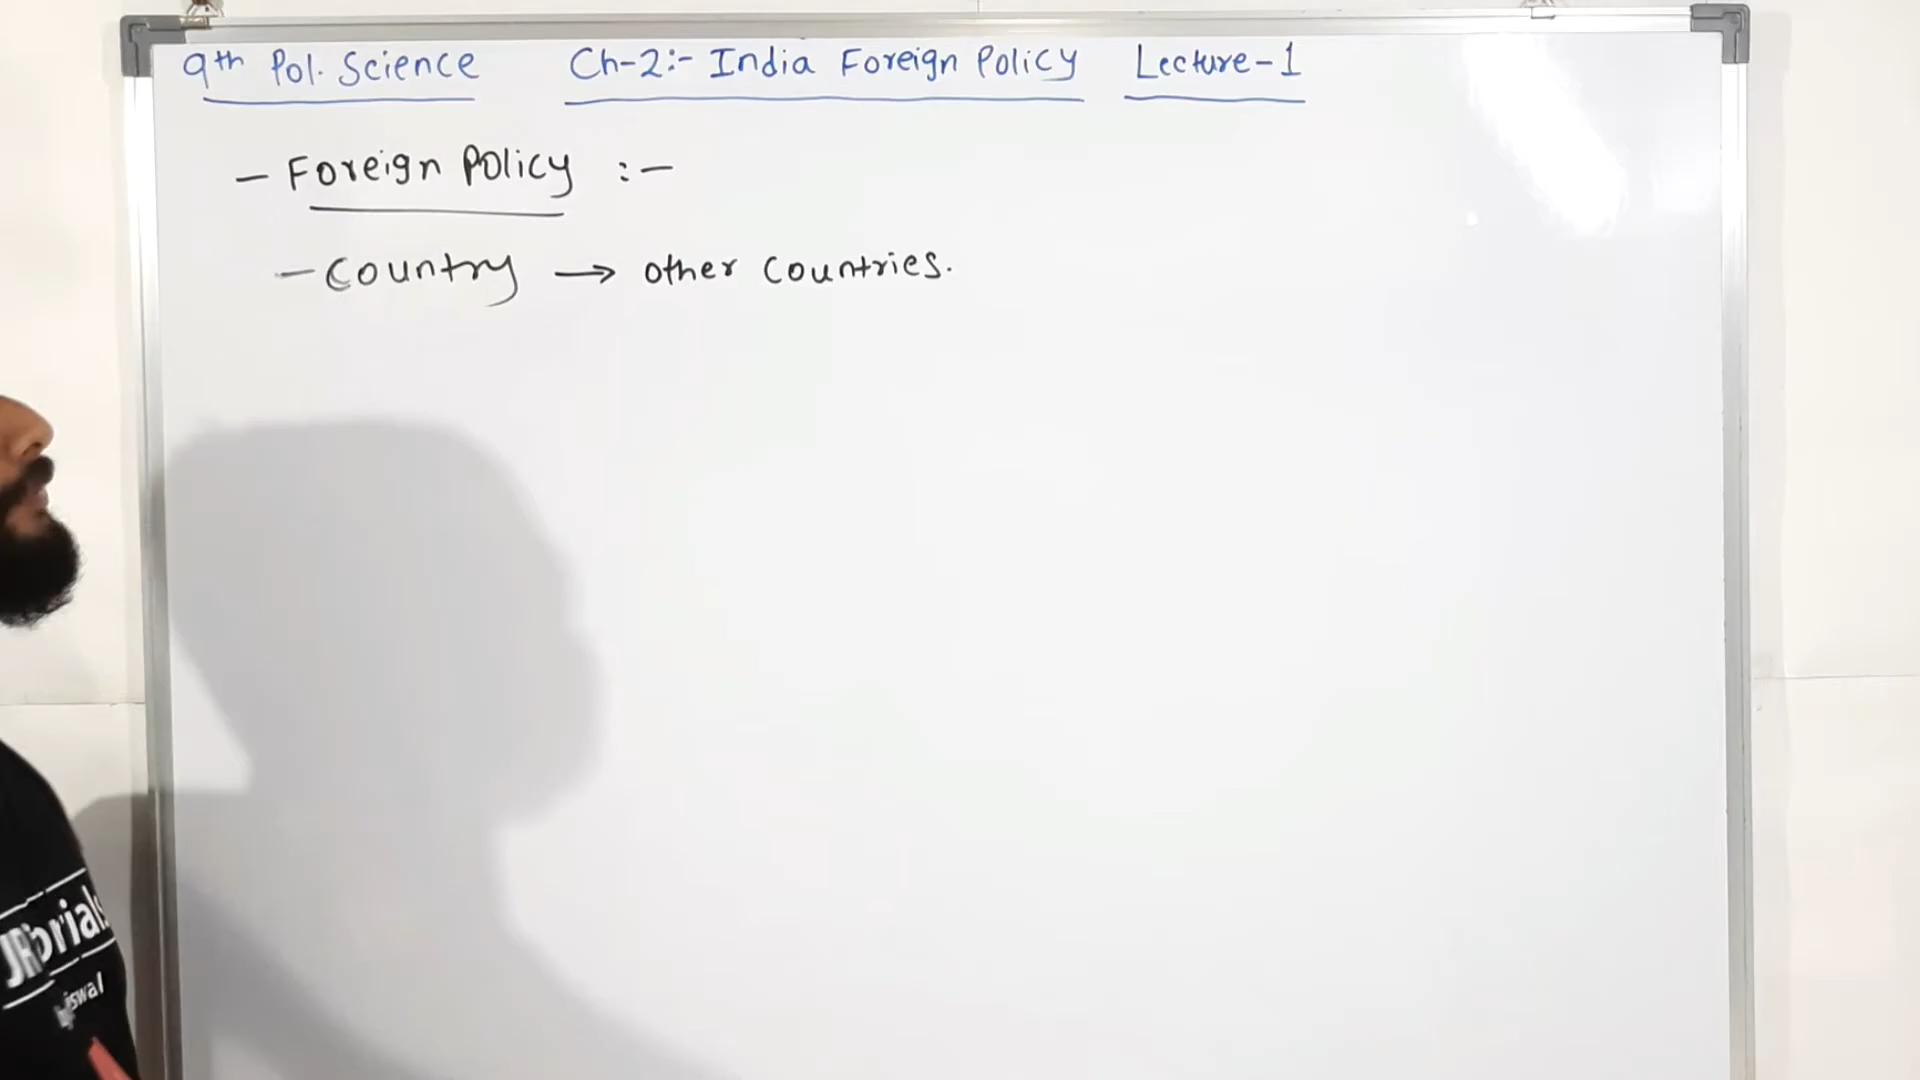 9th Pol. Science Ch-2:- India Foreign Policy Lecture-1
- Foreign Policy :-
- Country → other countries.